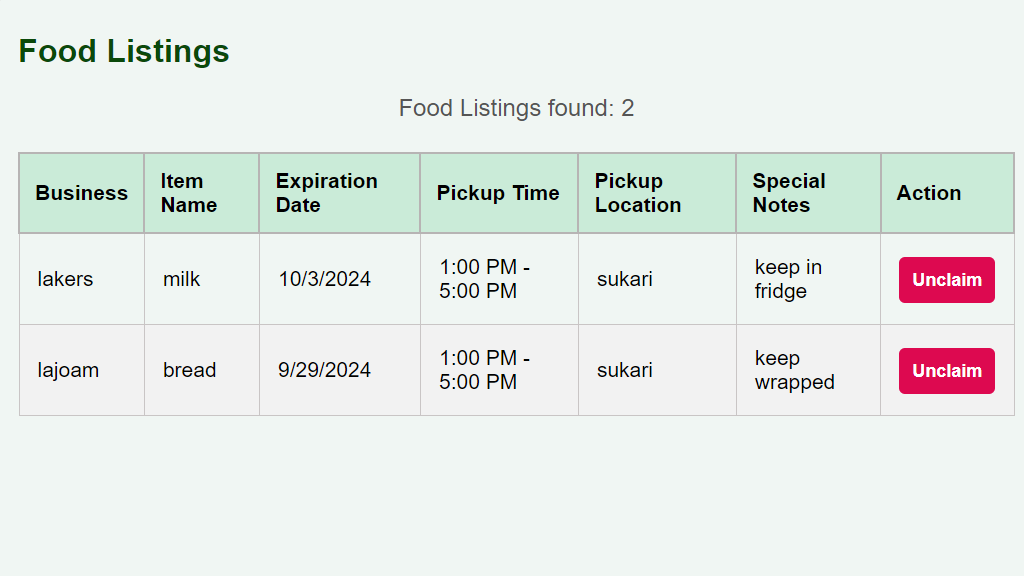 Food Listings
Food Listings found: 2
Business
Item
Name
Expiration
Date
Pickup Time
Pickup
Location
Special
Notes
Action
lakers
milk
10/3/2024
1:00 PM -
5:00 PM
sukari
keep in
fridge
Unclaim
lajoam
bread
9/29/2024
1:00 PM -
5:00 PM
sukari
keep
wrapped
Unclaim